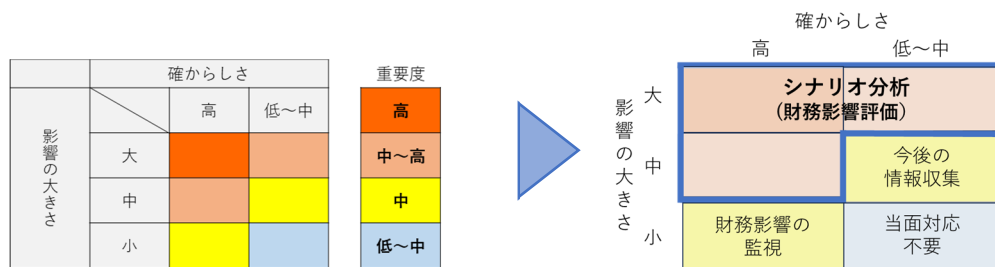 確からしさ
高
低～中
影響の大きさ
大
中
小
重要度
高
中～高
中
低～中
確からしさ
高
低～中
影響の大きさ
大
中
小
シナリオ分析
（財務影響評価）
今後の
情報収集
財務影響の
監視
当面対応
不要